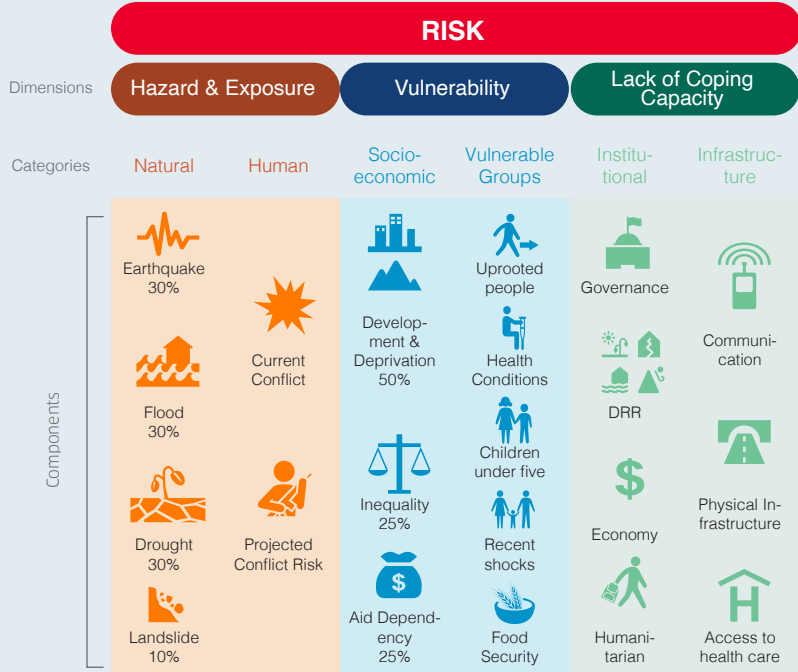 RISK
Dimensions
Hazard & Exposure
Vulnerability
Lack of Coping
Capacity
Categories
Natural
Human
Socio-
economic
Vulnerable
Groups
Institu-
tional
Infrastruc-
ture
Components
Earthquake
30%
Flood
30%
Drought
30%
Landslide
10%
Current
Conflict
Projected
Conflict Risk
Develop-
ment &
Deprivation
50%
Inequality
25%
$
Aid Depend-
ency
25%
Uprooted
people
Health
Conditions
Children
under five
Recent
shocks
Food
Security
Governance
DRR
$
Economy
Humani-
tarian
Communi-
cation
Physical In-
frastructure
H
Access to
health care